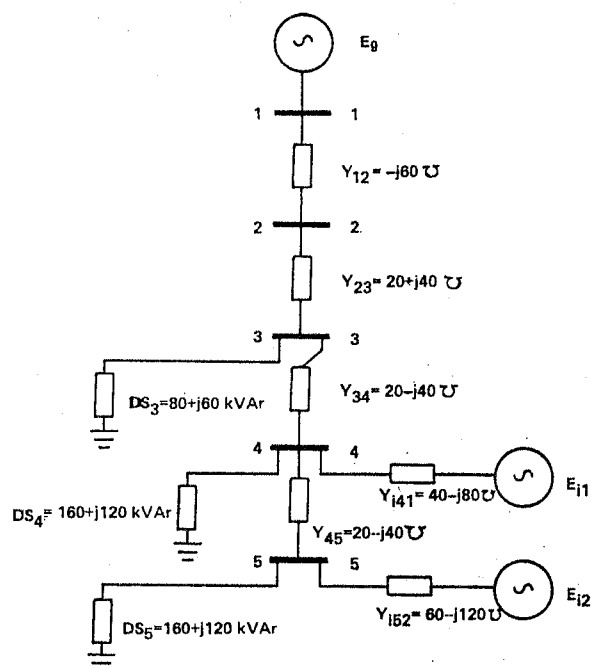 E9
1 1
Y12= -j60 ℧
2 2.
Y23= 20+j40 ℧
3 3
DS3=80+j60 kVAr
Y34= 20-j40 ℧
4 4
Yi41= 40--j80℧
Ei1
DS4= 160+j120 kVAr
Y45=20--j40℧
5 5
Ei2
DS5=160+j120 kVAr
Yi52= 60--j120℧